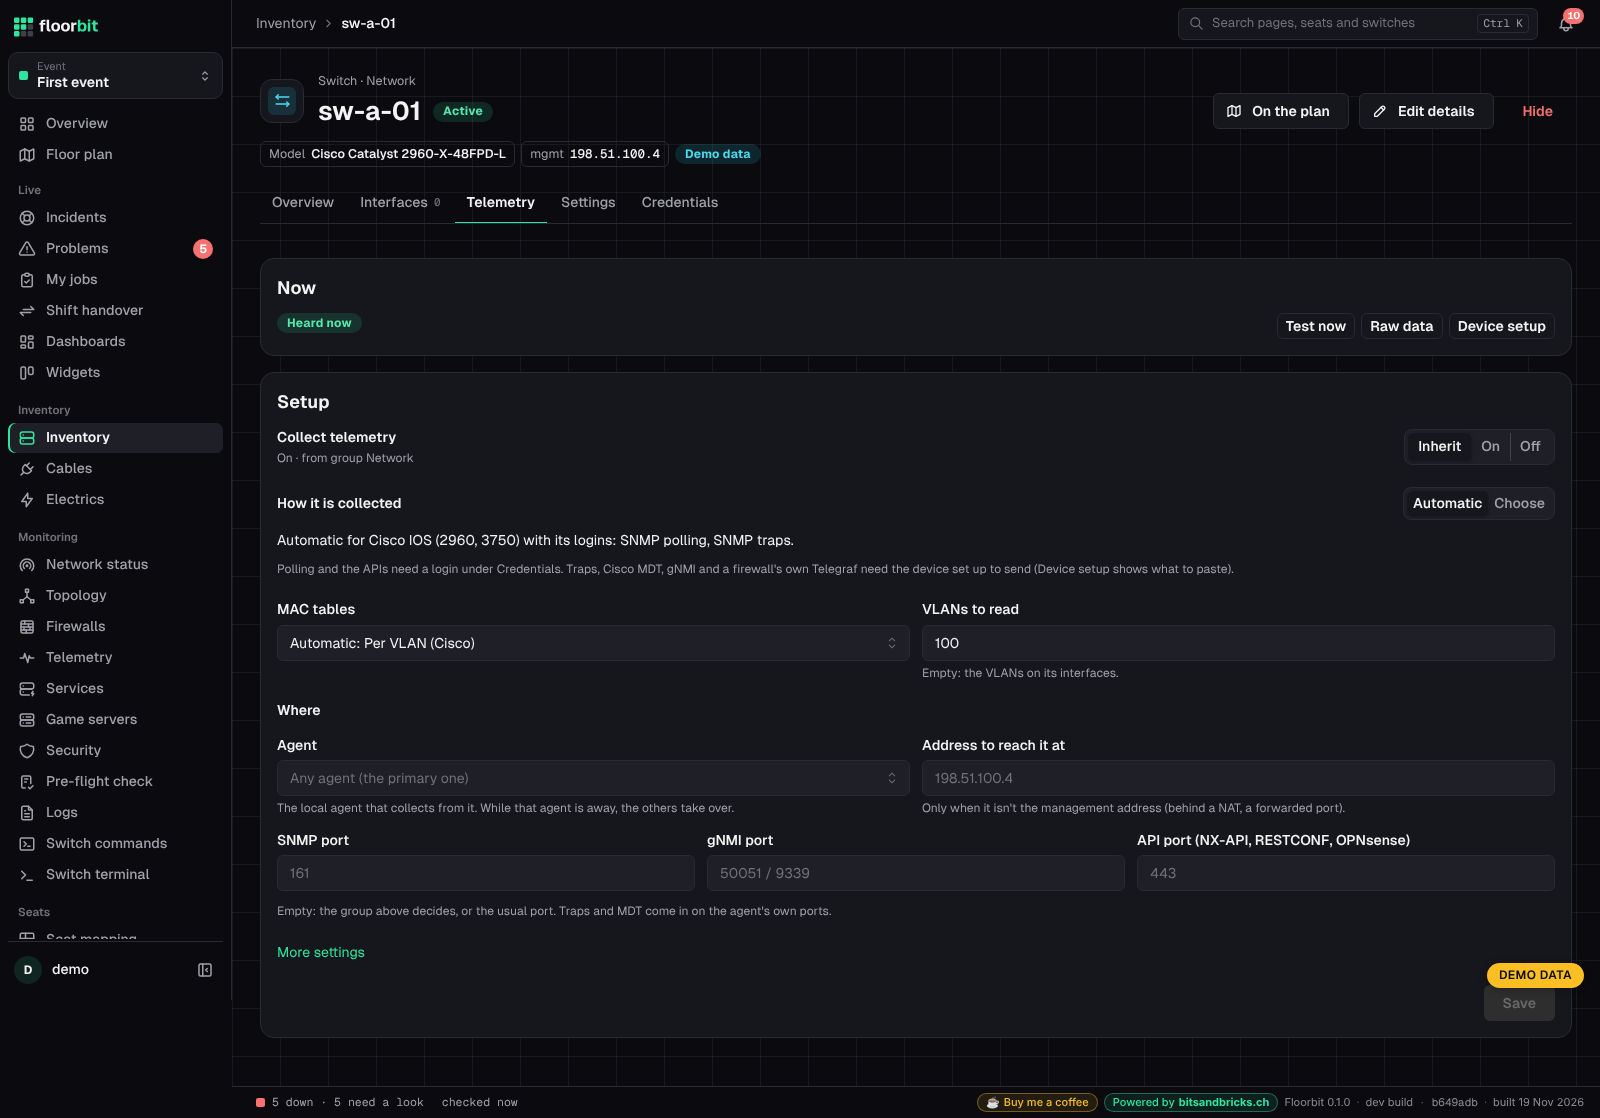 floorbit
Event
First event
Overview
Floor plan
Live
Incidents
Problems 5
My jobs
Shift handover
Dashboards
Widgets
Inventory
Inventory
Cables
Electrics
Monitoring
Network status
Topology
Firewalls
Telemetry
Services
Game servers
Security
Pre-flight check
Logs
Switch commands
Switch terminal
Seats
Seat mapping
D demo
Inventory > sw-a-01
Search pages, seats and switches Ctrl K
10
Switch · Network
sw-a-01 Active
On the plan Edit details Hide
Model Cisco Catalyst 2960-X-48FPD-L mgmt 198.51.100.4 Demo data
Overview Interfaces 0 Telemetry Settings Credentials
Now
Heard now
Test now Raw data Device setup
Setup
Collect telemetry
On · from group Network
Inherit On Off
How it is collected
Automatic Choose
Automatic for Cisco IOS (2960, 3750) with its logins: SNMP polling, SNMP traps.
Polling and the APIs need a login under Credentials. Traps, Cisco MDT, gNMI and a firewall's own Telegraf need the device set up to send (Device setup shows what to paste).
MAC tables VLANs to read
Automatic: Per VLAN (Cisco) 100
Empty: the VLANs on its interfaces.
Where
Agent Address to reach it at
Any agent (the primary one) 198.51.100.4
The local agent that collects from it. While that agent is away, the others take over. Only when it isn't the management address (behind a NAT, a forwarded port).
SNMP port gNMI port API port (NX-API, RESTCONF, OPNsense)
161 50051 / 9339 443
Empty: the group above decides, or the usual port. Traps and MDT come in on the agent's own ports.
More settings
DEMO DATA
Save
5 down · 5 need a look checked now
Buy me a coffee Powered by bitsandbricks.ch Floorbit 0.1.0 · dev build · b649adb · built 19 Nov 2026